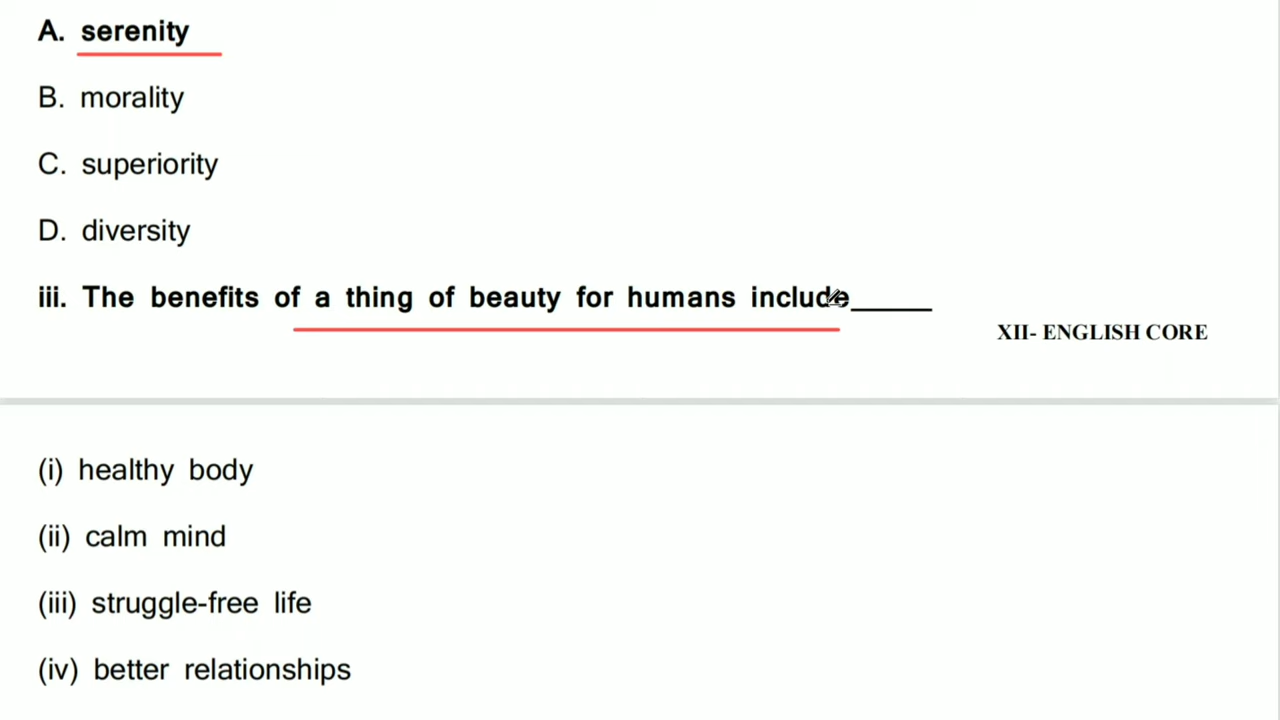 A. serenity
B. morality
C. superiority
D. diversity
iii. The benefits of a thing of beauty for humans include_____
XII- ENGLISH CORE
(i) healthy body
(ii) calm mind
(iii) struggle-free life
(iv) better relationships